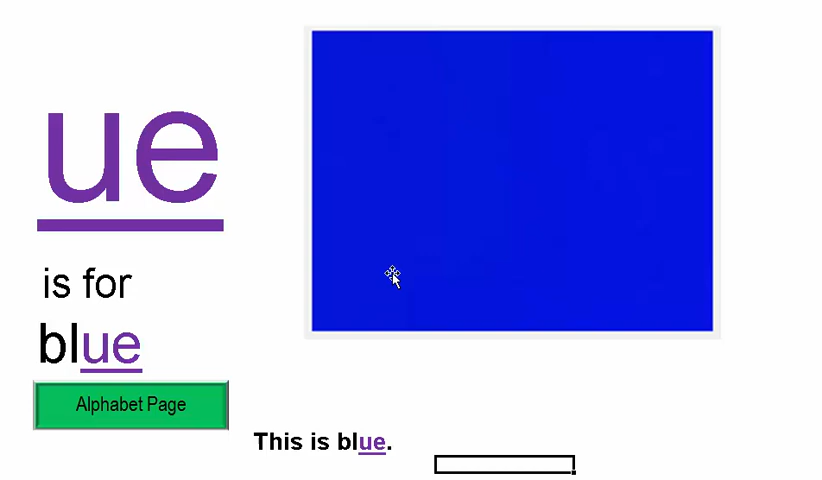 ue
is for
blue
Alphabet Page
This is blue.